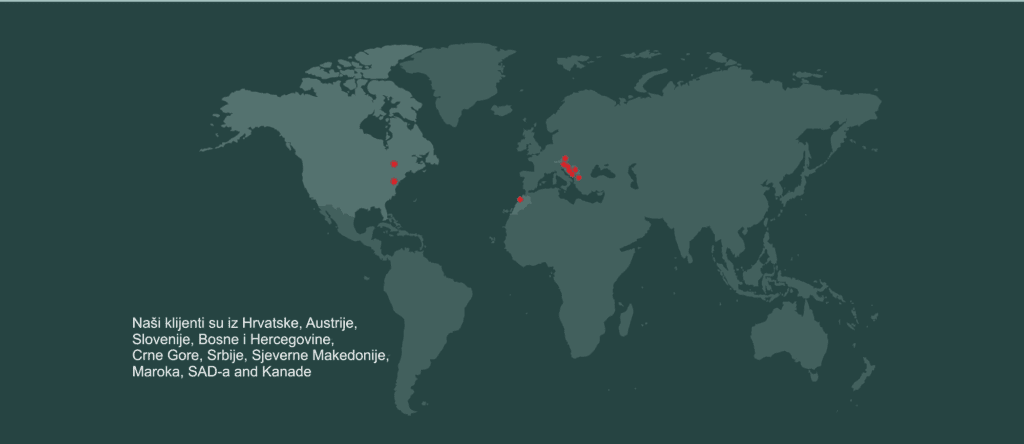 Naši klijenti su iz Hrvatske, Austrije,
Slovenije, Bosne i Hercegovine,
Crne Gore, Srbije, Sjeverne Makedonije,
Maroka, SAD-a and Kanade